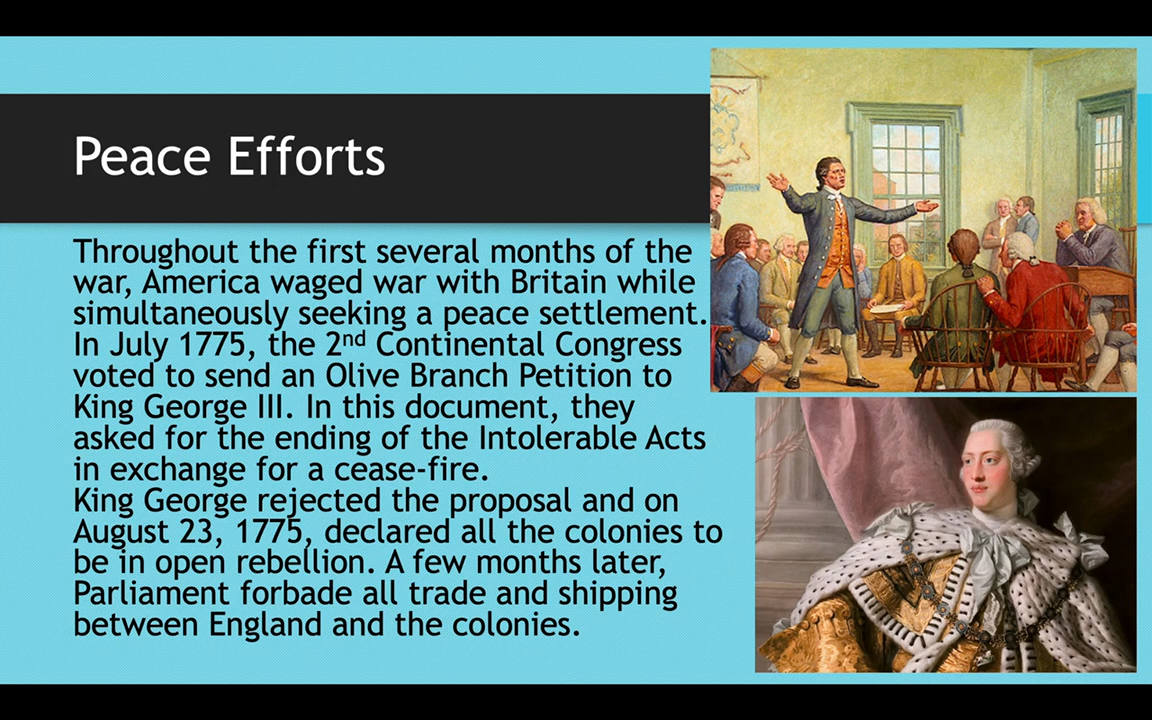 Peace Efforts
Throughout the first several months of the
war, America waged war with Britain while
simultaneously seeking a peace settlement.
In July 1775, the 2nd Continental Congress
voted to send an Olive Branch Petition to
King George III. In this document, they
asked for the ending of the Intolerable Acts
in exchange for a cease-fire.
King George rejected the proposal and on
August 23, 1775, declared all the colonies to
be in open rebellion. A few months later,
Parliament forbade all trade and shipping
between England and the colonies.